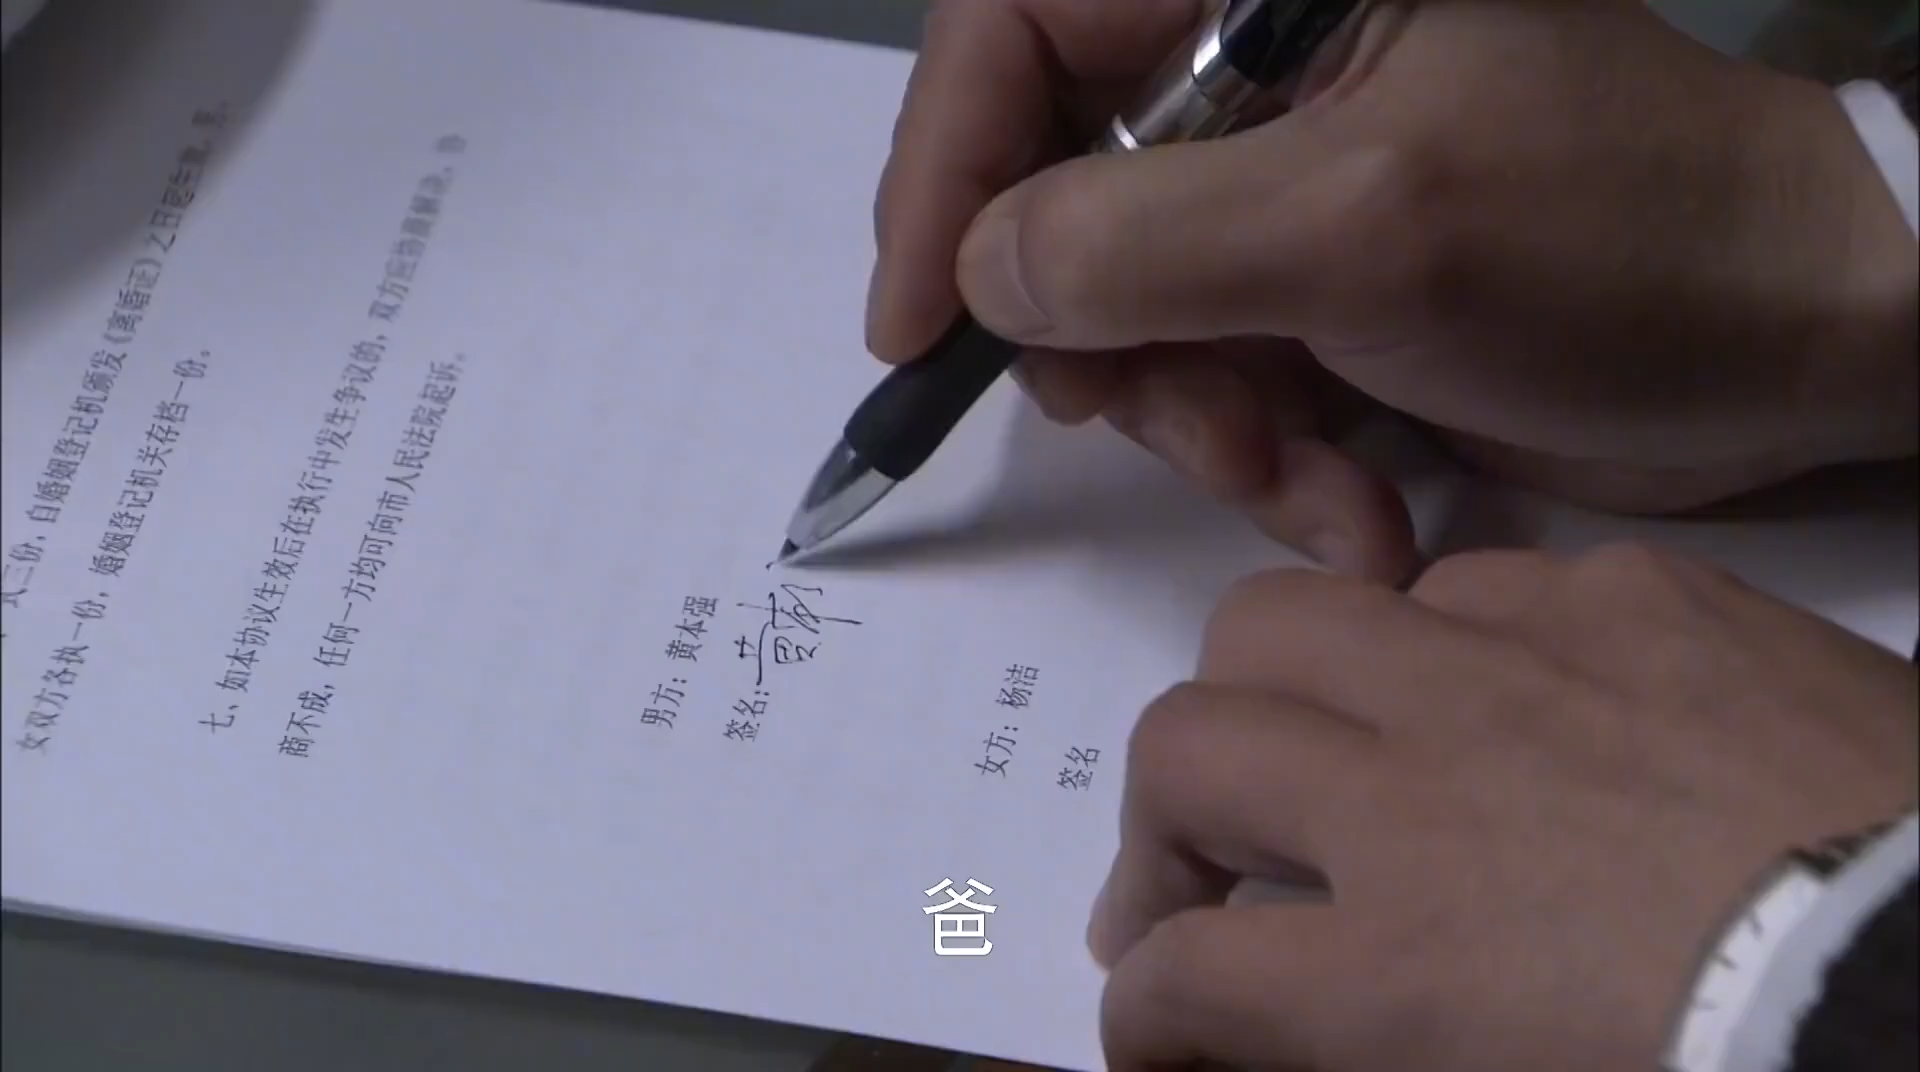 式三份，自婚姻登记机颁发《离婚证》之日起生效，男
女双方各执一份，婚姻登记机关存档一份。
七、如本协议生效后在执行中发生争议的，双方应协商解决，协
商不成，任何一方均可向市人民法院起诉。
男方：黄本强
签名：黄本
女方：杨洁
签名
爸